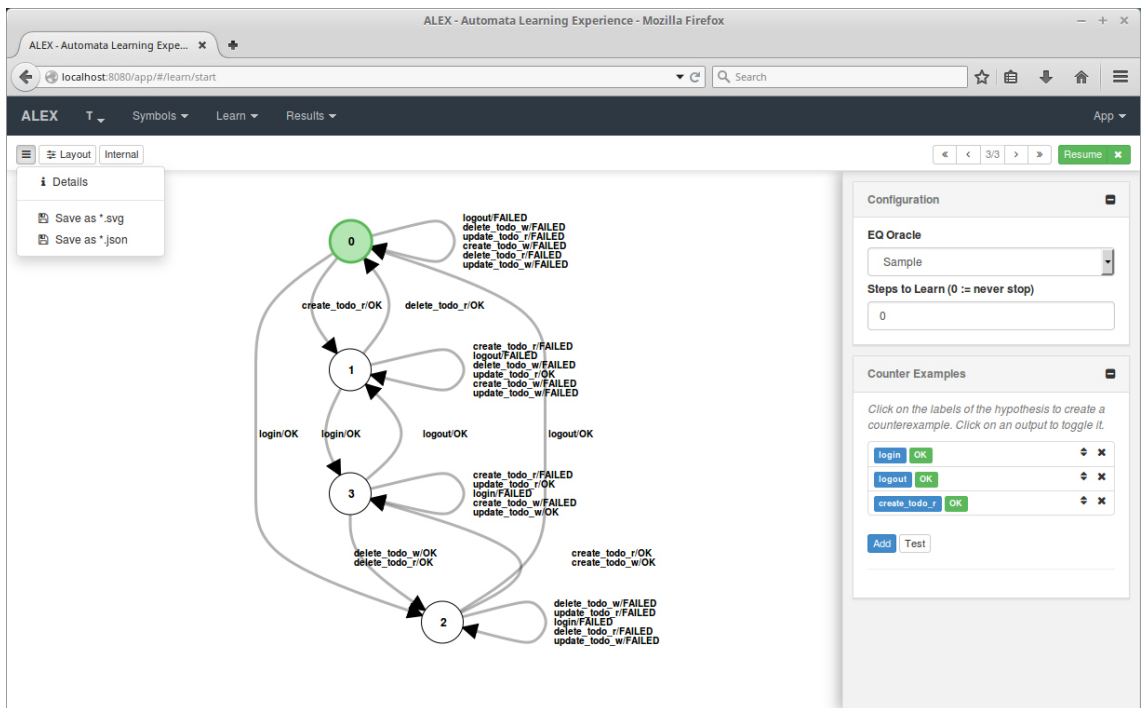 ALEX - Automata Learning Experience - Mozilla Firefox
ALEX - Automata Learning Expe...
localhost:8080/app/#/learn/start
Search
ALEX T Symbols Learn Results App
Layout Internal 3/3 Resume
Details
Save as *.svg
Save as *.json
0
logout/FAILED
delete_todo_w/FAILED
update_todo_r/FAILED
create_todo_w/FAILED
delete_todo_r/FAILED
update_todo_w/FAILED
create_todo_r/OK
delete_todo_r/OK
1
create_todo_r/FAILED
logout/FAILED
delete_todo_w/FAILED
update_todo_r/OK
create_todo_w/FAILED
update_todo_w/FAILED
login/OK
login/OK
logout/OK
logout/OK
3
create_todo_r/FAILED
update_todo_r/OK
login/FAILED
create_todo_w/FAILED
update_todo_w/OK
delete_todo_w/OK
delete_todo_r/OK
create_todo_r/OK
create_todo_w/OK
2
delete_todo_w/FAILED
update_todo_r/FAILED
login/FAILED
delete_todo_r/FAILED
update_todo_w/FAILED
Configuration
EQ Oracle
Sample
Steps to Learn (0 := never stop)
0
Counter Examples
Click on the labels of the hypothesis to create a
counterexample. Click on an output to toggle it.
login OK
logout OK
create_todo_r OK
Add Test